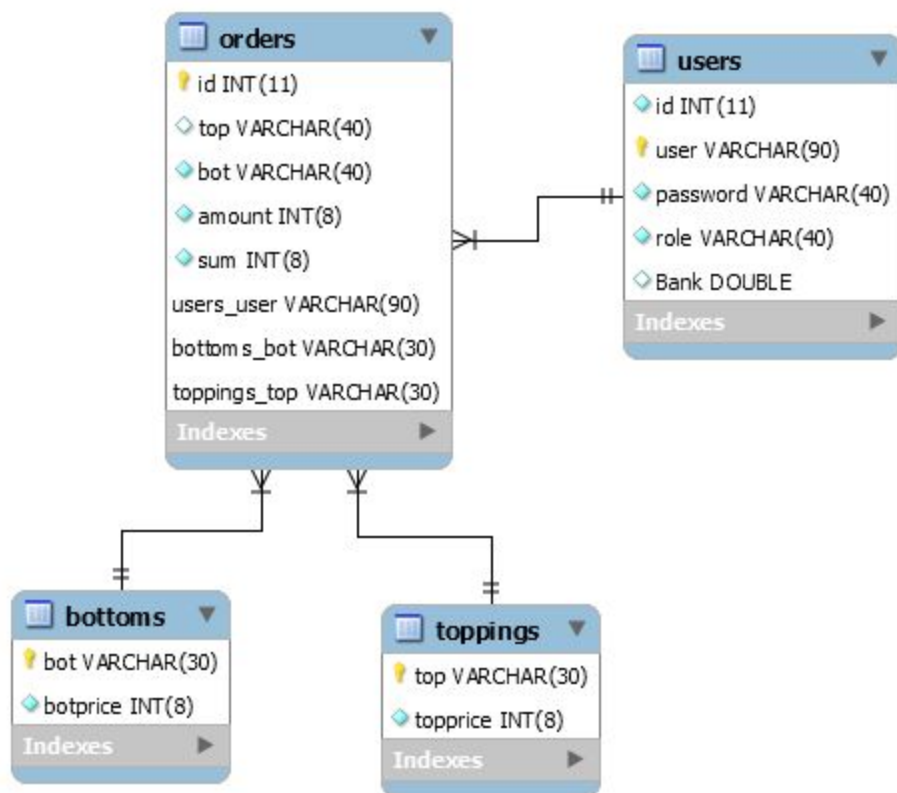 orders
id INT(11)
top VARCHAR(40)
bot VARCHAR(40)
amount INT(8)
sum INT(8)
users_user VARCHAR(90)
bottoms_bot VARCHAR(30)
toppings_top VARCHAR(30)
Indexes
users
id INT(11)
user VARCHAR(90)
password VARCHAR(40)
role VARCHAR(40)
Bank DOUBLE
Indexes
bottoms
bot VARCHAR(30)
botprice INT(8)
Indexes
toppings
top VARCHAR(30)
topprice INT(8)
Indexes